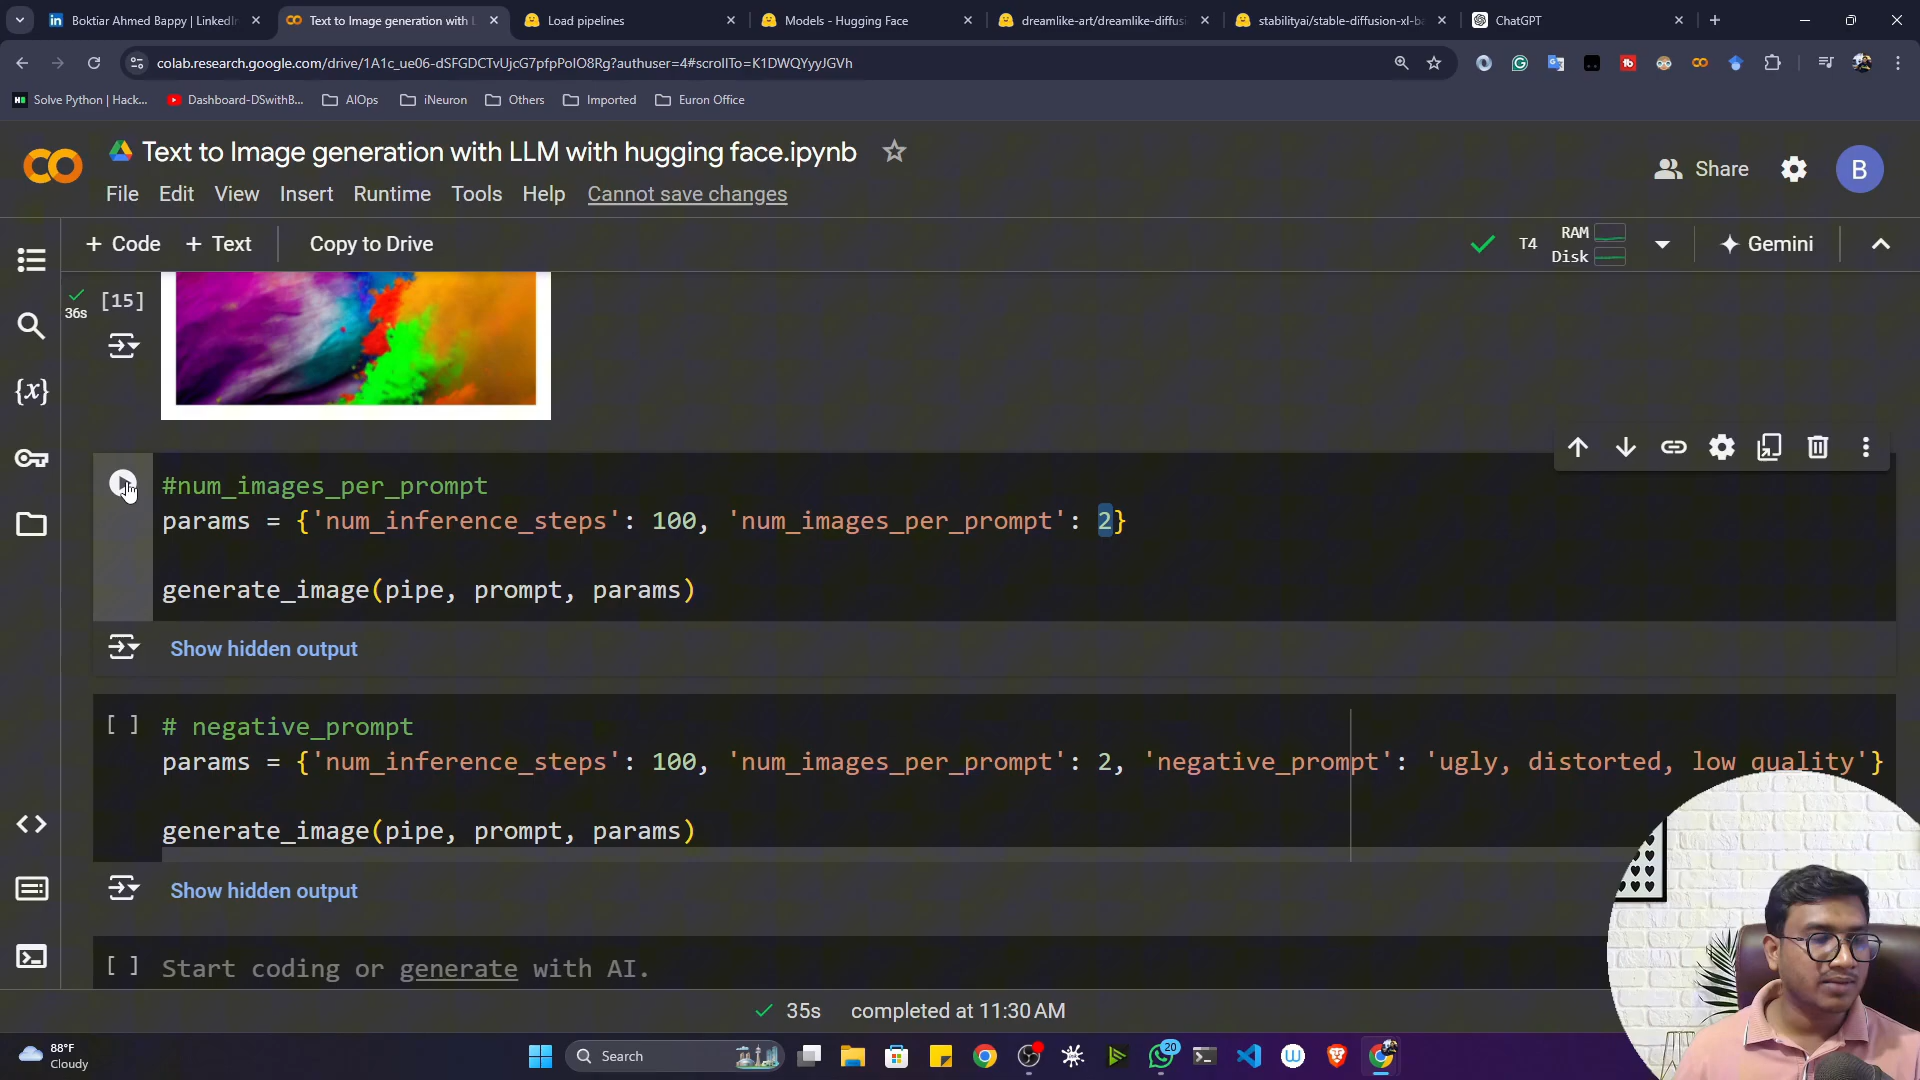 Boktiar Ahmed Bappy | LinkedIn
Text to Image generation with L
Load pipelines
Models - Hugging Face
dreamlike-art/dreamlike-diffusi
stabilityai/stable-diffusion-xl-ba
ChatGPT
colab.research.google.com/drive/1A1c_ue06-dSFGDCTvUjcG7pfpPoIO8Rg?authuser=4#scrollTo=K1DWQYyyJGVh
Solve Python | Hack...
Dashboard-DSwithB...
AIOps
iNeuron
Others
Imported
Euron Office
Text to Image generation with LLM with hugging face.ipynb
Share
B
File Edit View Insert Runtime Tools Help Cannot save changes
+ Code + Text Copy to Drive
T4
RAM
Disk
Gemini
36s
[15]
#num_images_per_prompt
params = {'num_inference_steps': 100, 'num_images_per_prompt': 2}
generate_image(pipe, prompt, params)
Show hidden output
[ ]
# negative_prompt
params = {'num_inference_steps': 100, 'num_images_per_prompt': 2, 'negative_prompt': 'ugly, distorted, low quality'}
generate_image(pipe, prompt, params)
Show hidden output
[ ] Start coding or generate with AI.
35s completed at 11:30 AM
88°F
Cloudy
Search
20